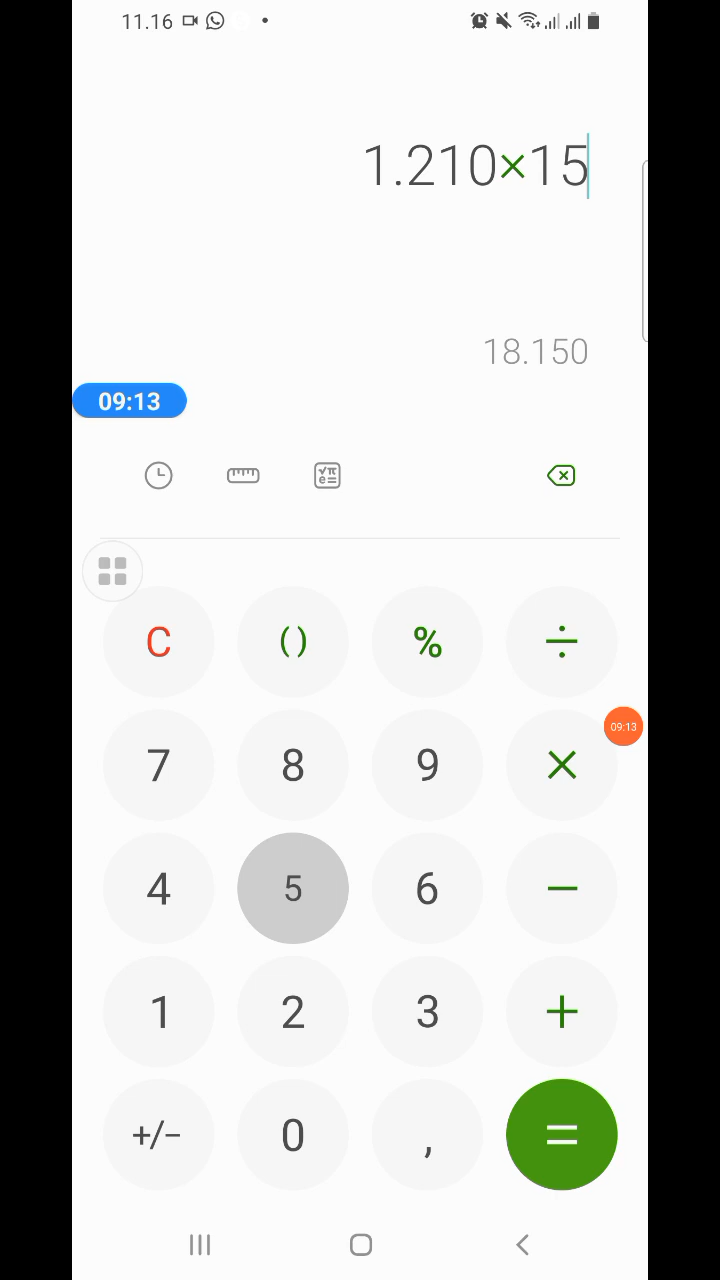 11.16
1.210×15
18.150
09:13
C ( ) % ÷
7 8 9 ×
09:13
4 5 6 −
1 2 3 +
+/− 0 , =